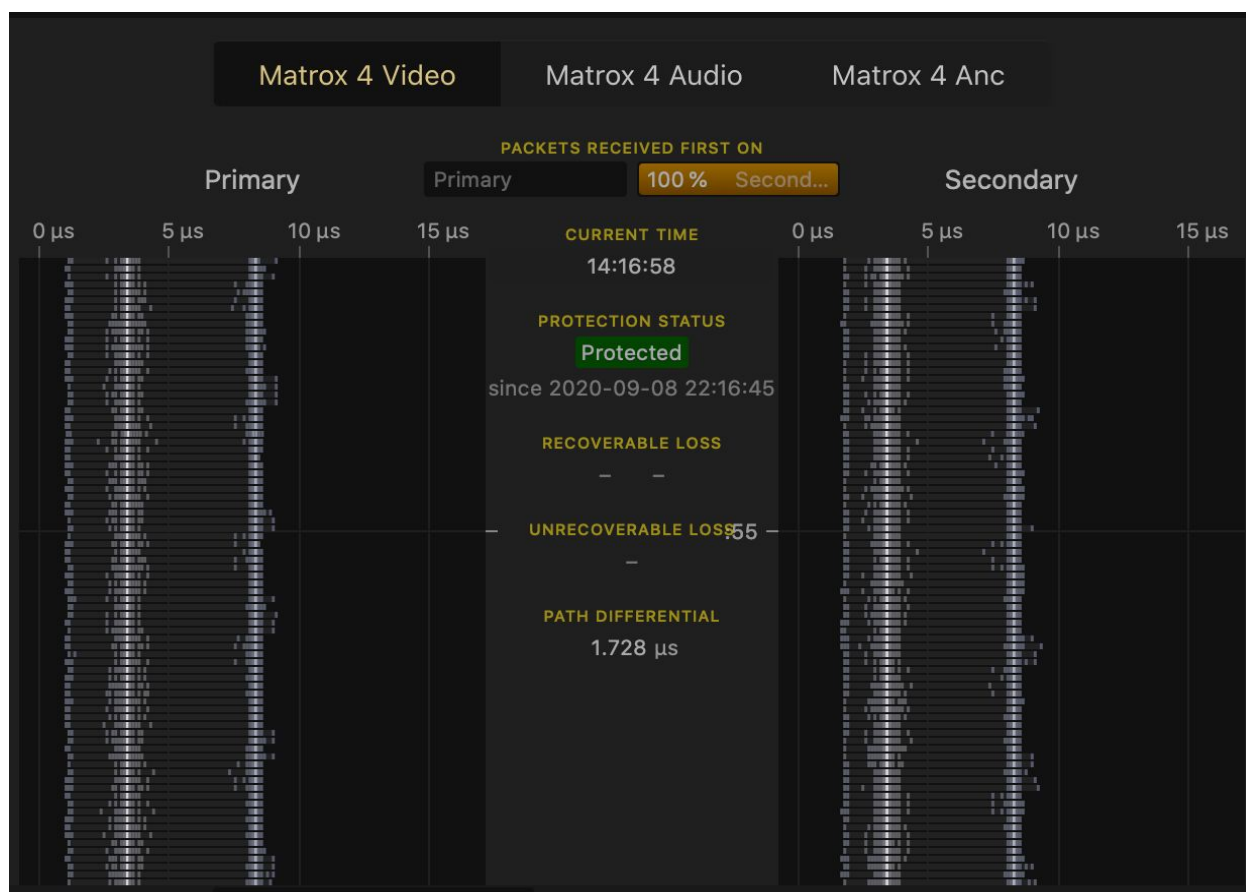 Matrox 4 Video Matrox 4 Audio Matrox 4 Anc
PACKETS RECEIVED FIRST ON
Primary Primary 100 % Second... Secondary
0 µs 5 µs 10 µs 15 µs CURRENT TIME 0 µs 5 µs 10 µs 15 µs
14:16:58
PROTECTION STATUS
Protected
since 2020-09-08 22:16:45
RECOVERABLE LOSS
– –
UNRECOVERABLE LOSS :55
–
PATH DIFFERENTIAL
1.728 µs